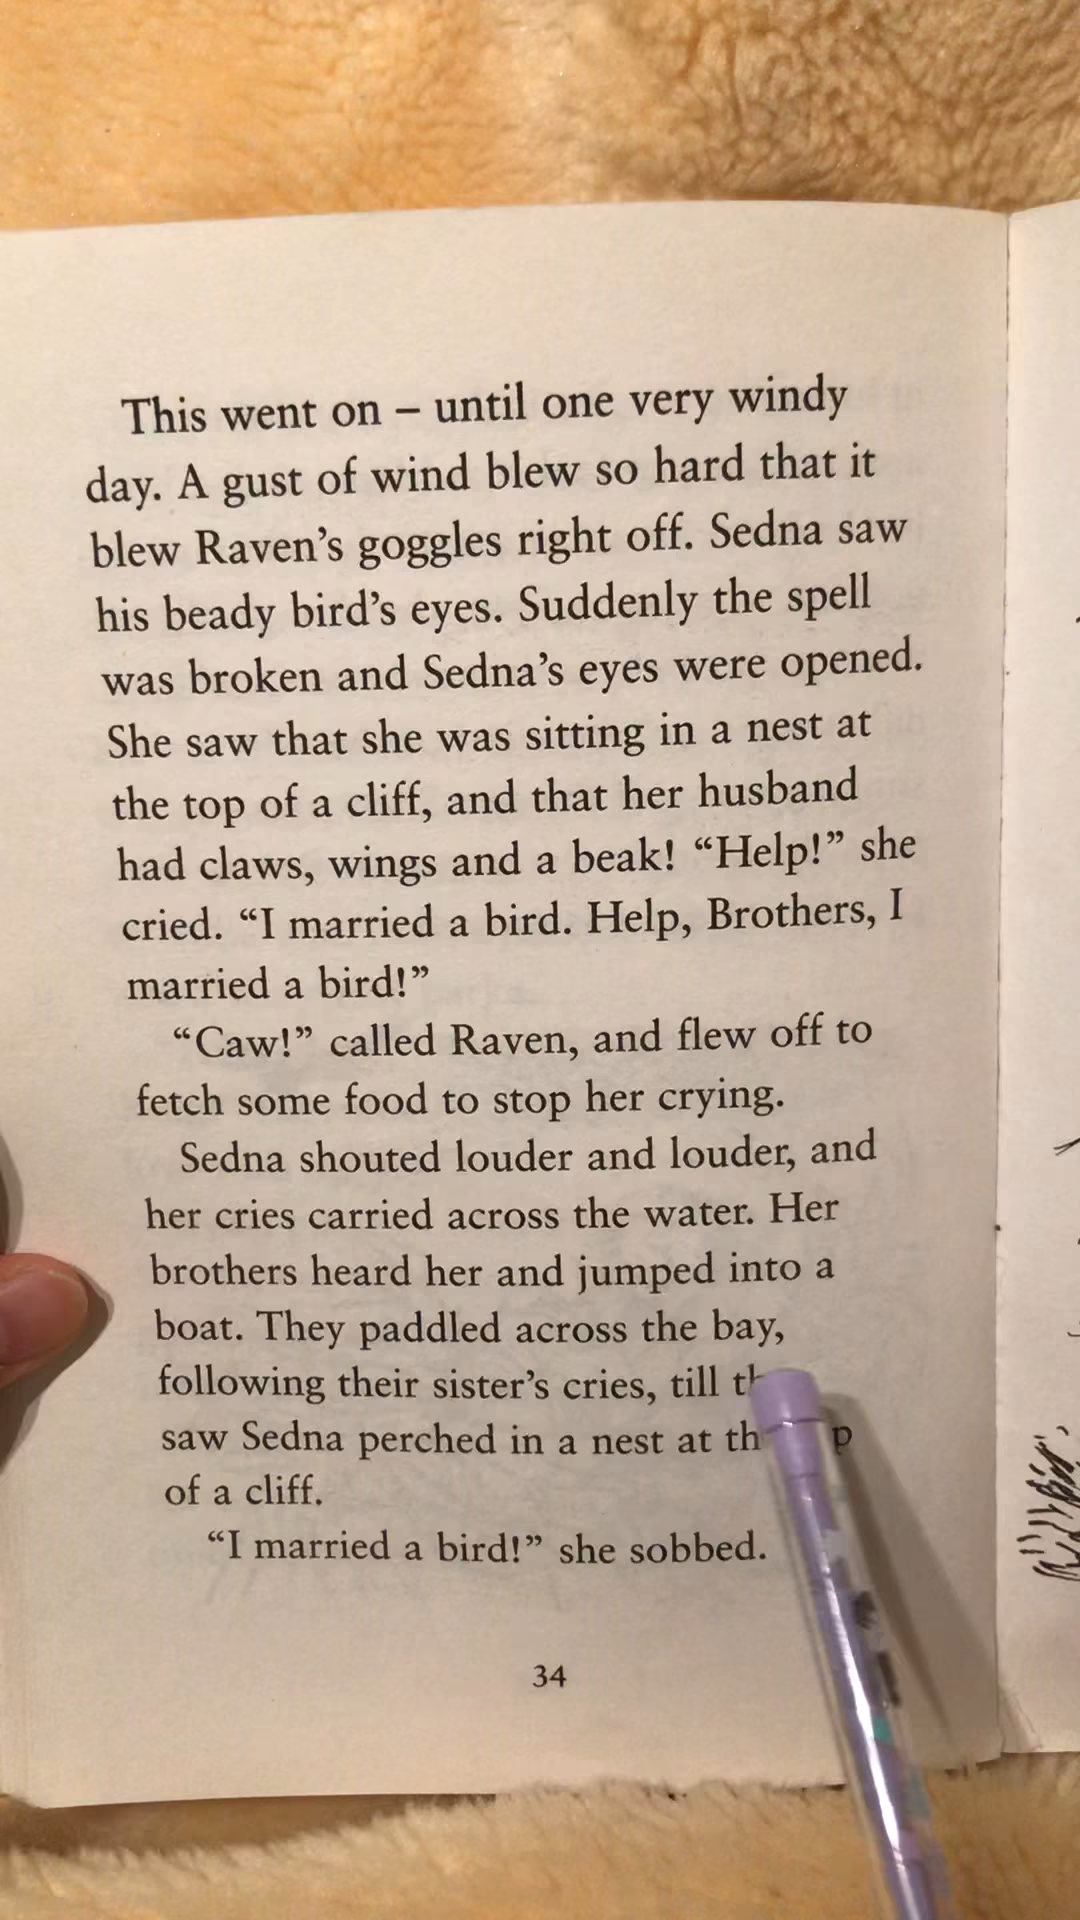 This went on – until one very windy
day. A gust of wind blew so hard that it
blew Raven’s goggles right off. Sedna saw
his beady bird’s eyes. Suddenly the spell
was broken and Sedna’s eyes were opened.
She saw that she was sitting in a nest at
the top of a cliff, and that her husband
had claws, wings and a beak! “Help!” she
cried. “I married a bird. Help, Brothers, I
married a bird!”
“Caw!” called Raven, and flew off to
fetch some food to stop her crying.
Sedna shouted louder and louder, and
her cries carried across the water. Her
brothers heard her and jumped into a
boat. They paddled across the bay,
following their sister’s cries, till
saw Sedna perched in a nest at
of a cliff.
“I married a bird!” she sobbed.
34